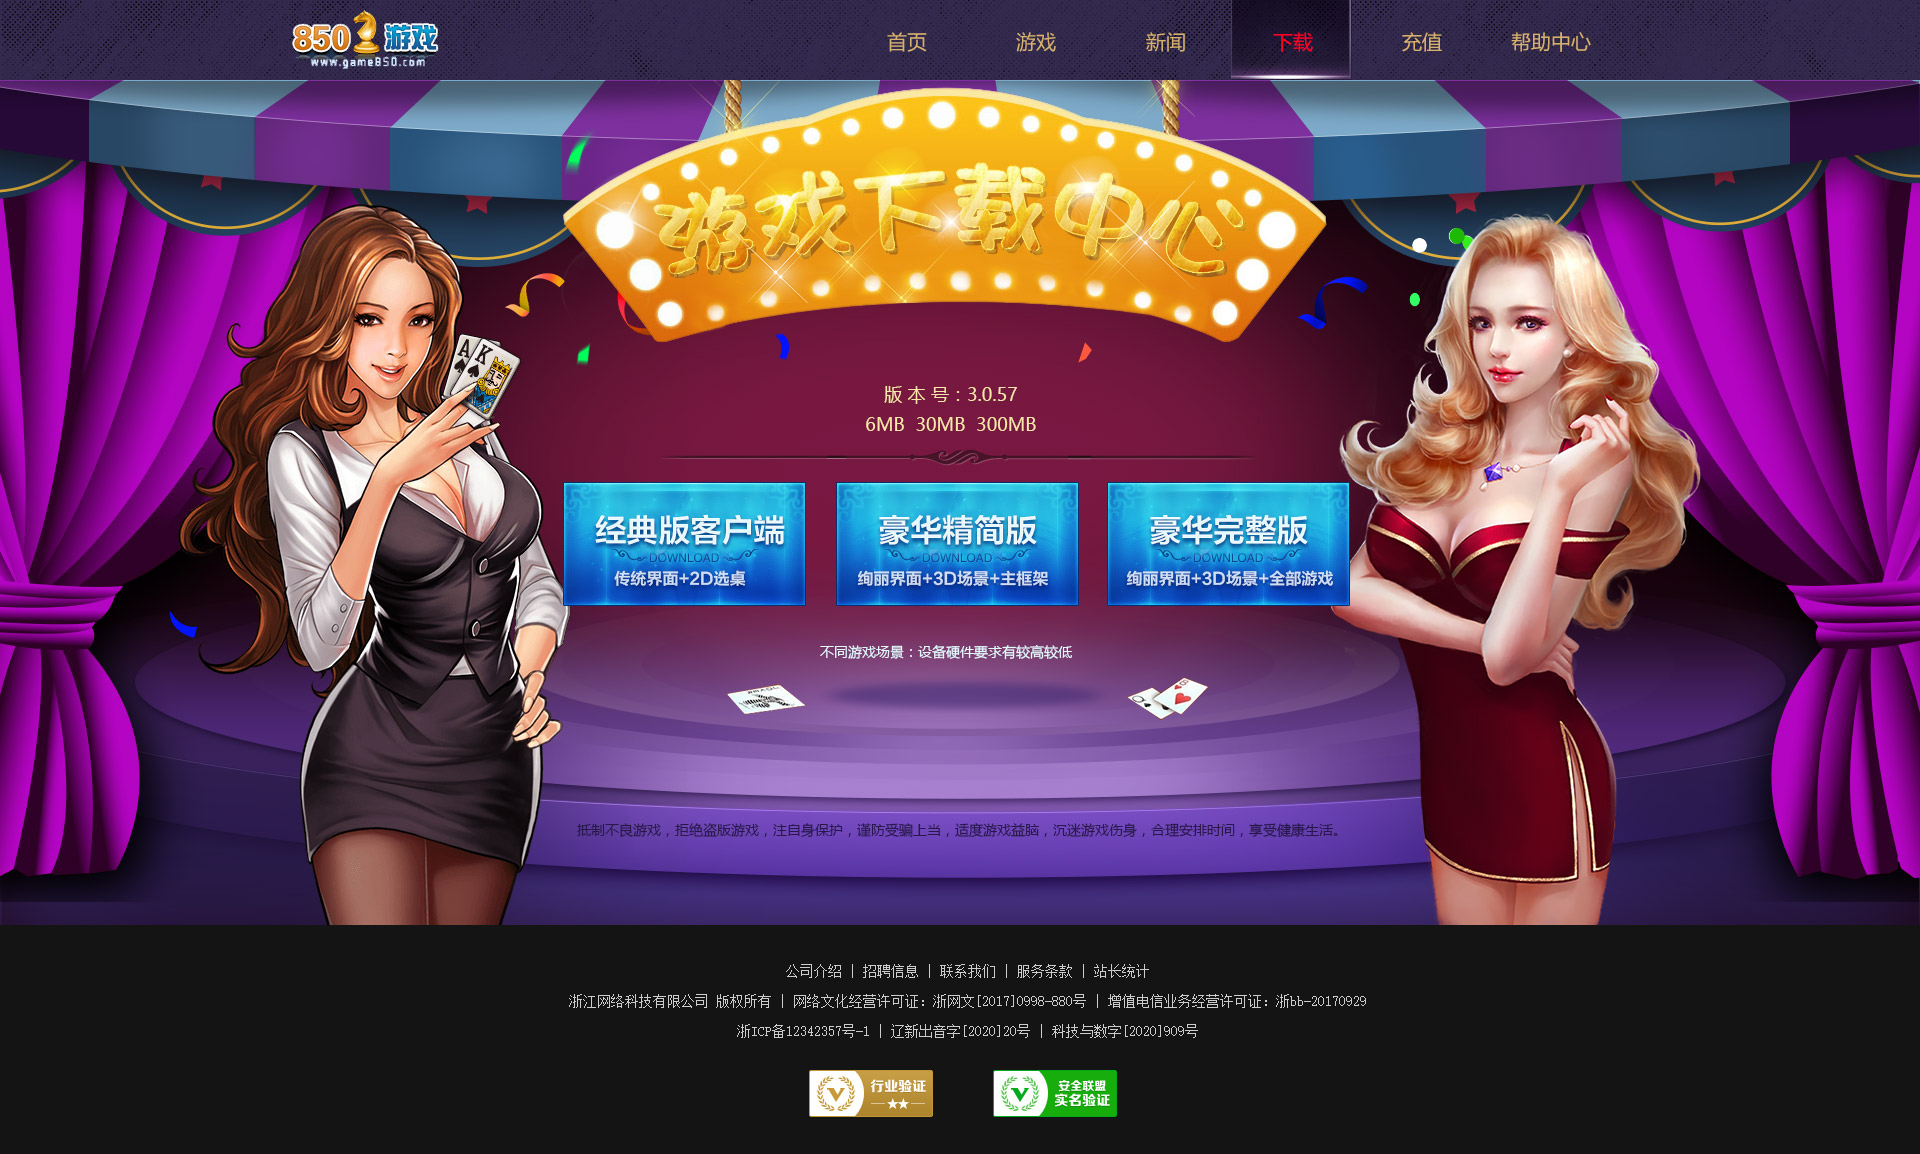 850游戏
www.game850.com
首页 游戏 新闻 下载 充值 帮助中心
游戏下载中心
A K
版 本 号：3.0.57
6MB 30MB 300MB
经典版客户端
DOWNLOAD
传统界面+2D选桌
豪华精简版
DOWNLOAD
绚丽界面+3D场景+主框架
豪华完整版
DOWNLOAD
绚丽界面+3D场景+全部游戏
不同游戏场景：设备硬件要求有较高较低
抵制不良游戏，拒绝盗版游戏，注自身保护，谨防受骗上当，适度游戏益脑，沉迷游戏伤身，合理安排时间，享受健康生活。
公司介绍 | 招聘信息 | 联系我们 | 服务条款 | 站长统计
浙江网络科技有限公司 版权所有 | 网络文化经营许可证：浙网文[2017]0998-880号 | 增值电信业务经营许可证：浙bb-20170929
浙ICP备12342357号-1 | 辽新出音字[2020]20号 | 科技与数字[2020]909号
行业验证
安全联盟
实名验证